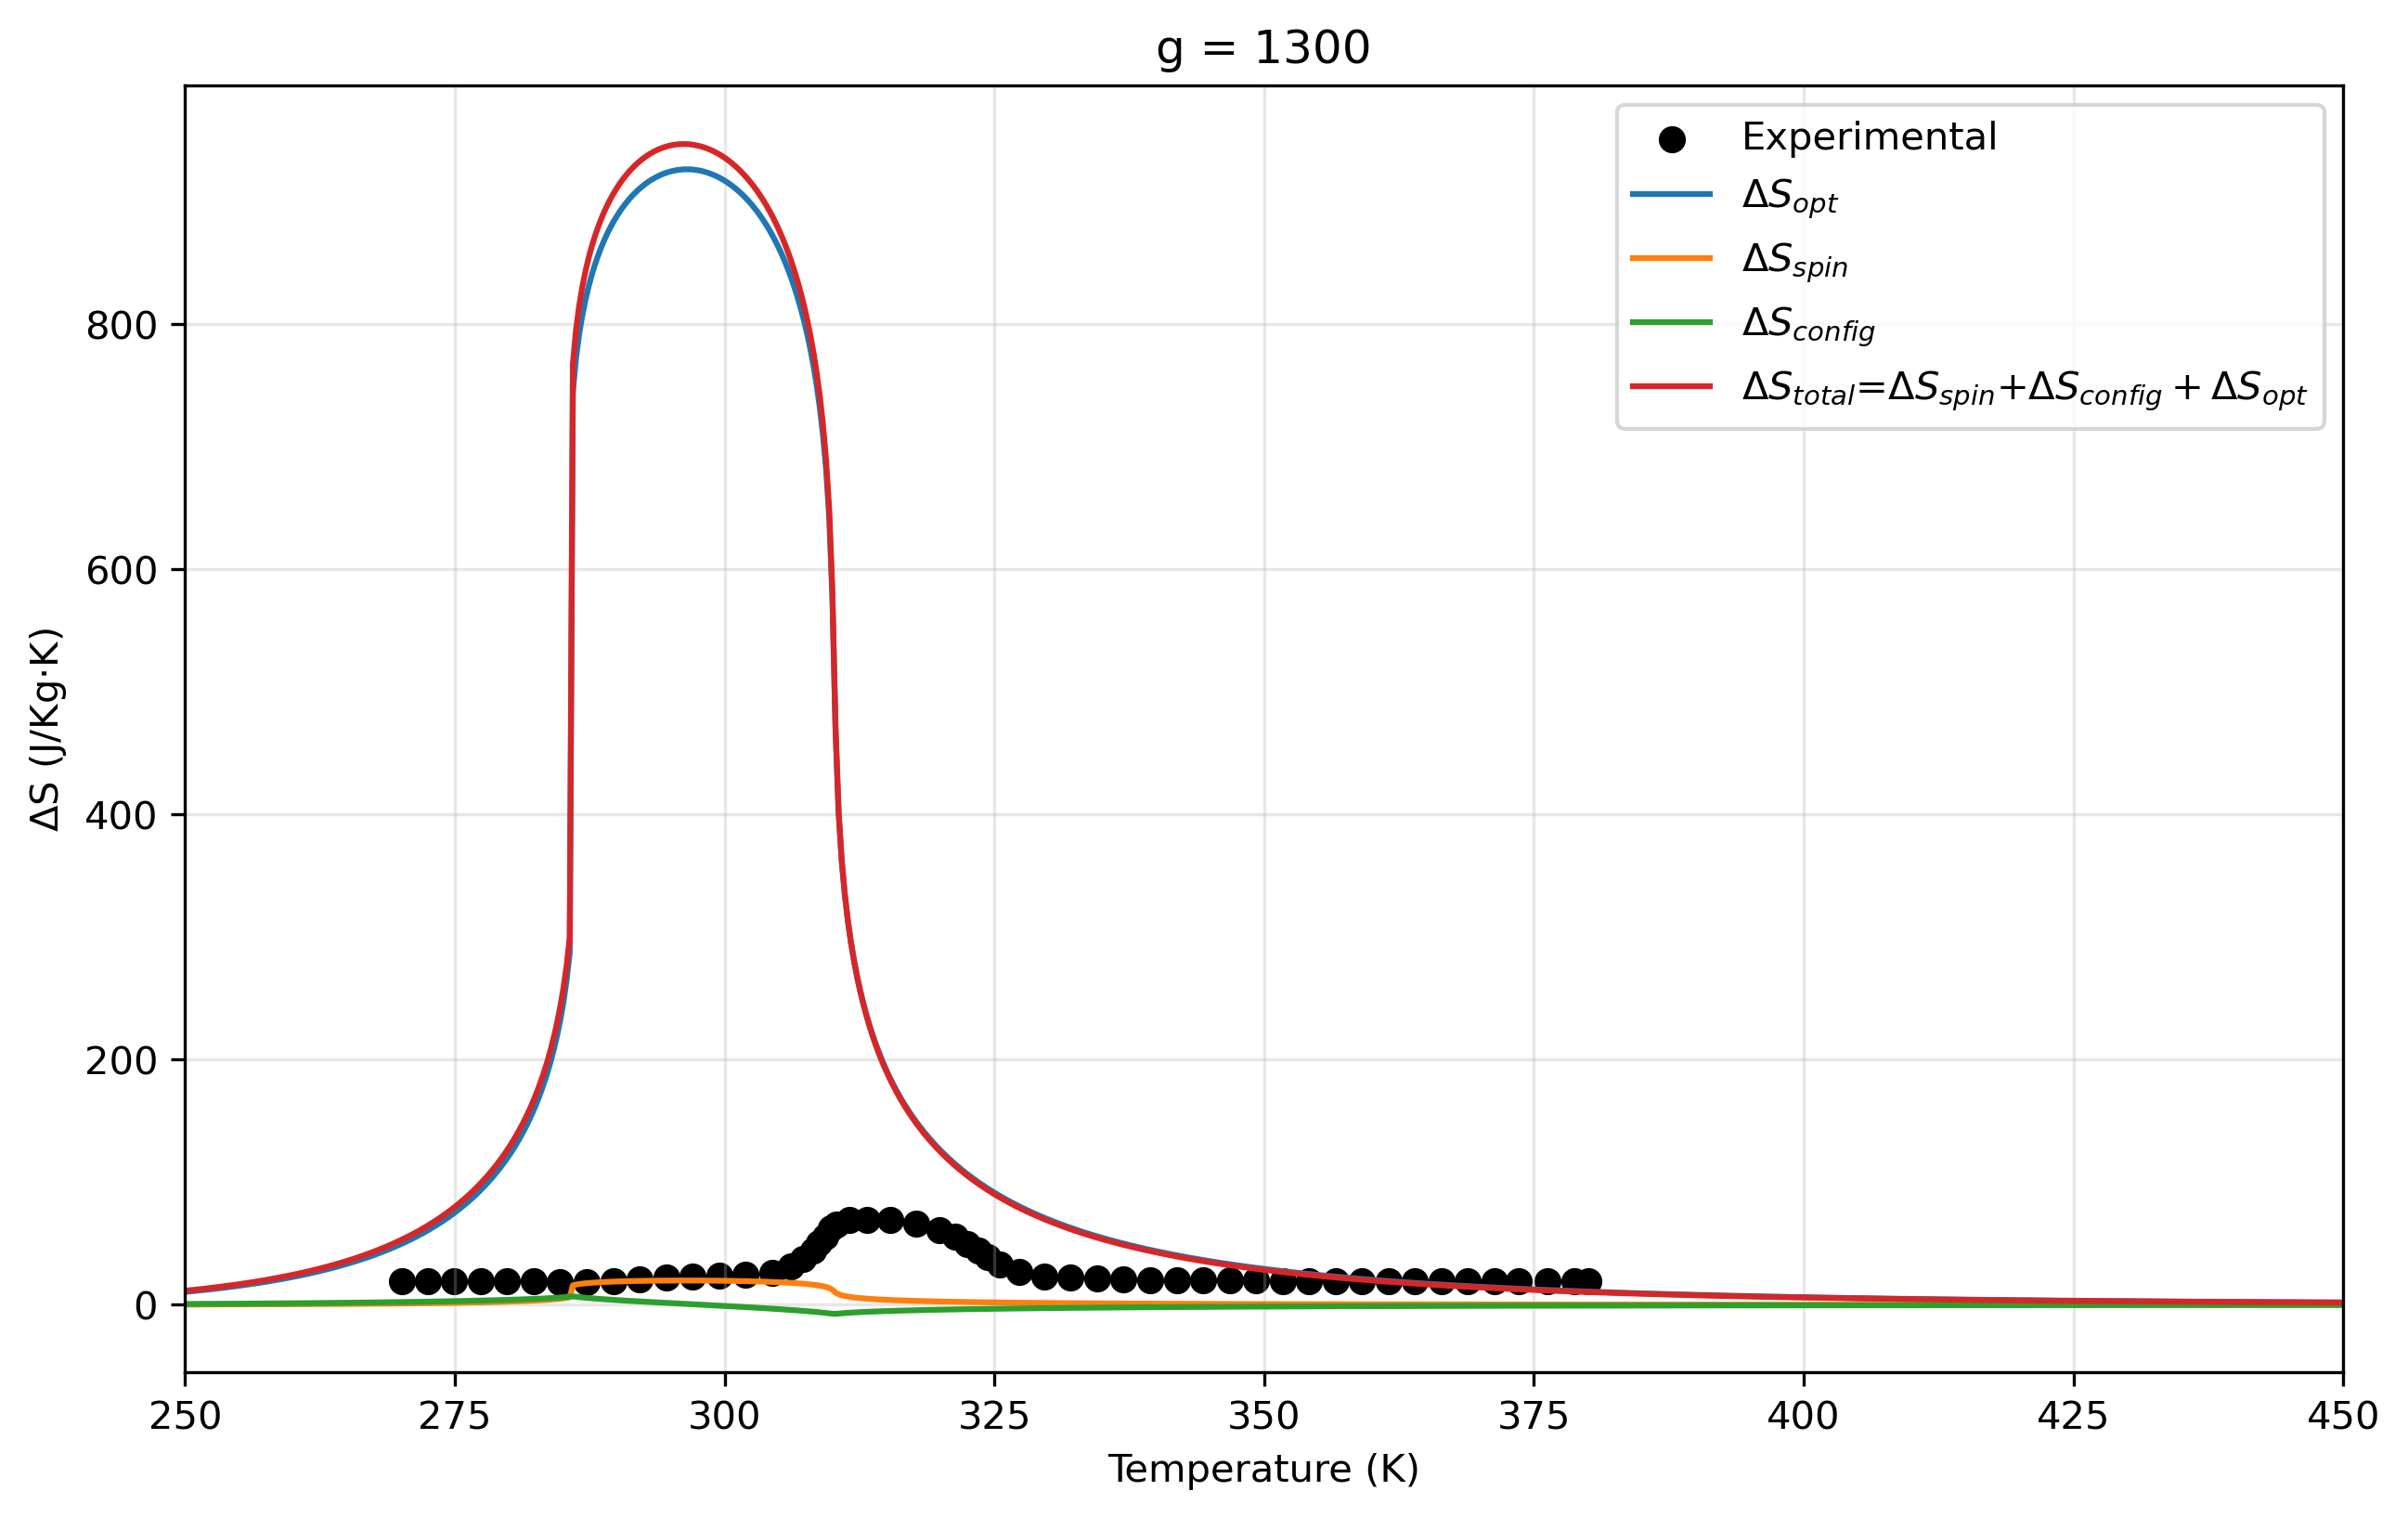 g = 1300
Experimental
ΔS_opt
ΔS_spin
ΔS_config
ΔS_total=ΔS_spin+ΔS_config + ΔS_opt
ΔS (J/Kg·K)
800
600
400
200
0
250 275 300 325 350 375 400 425 450
Temperature (K)